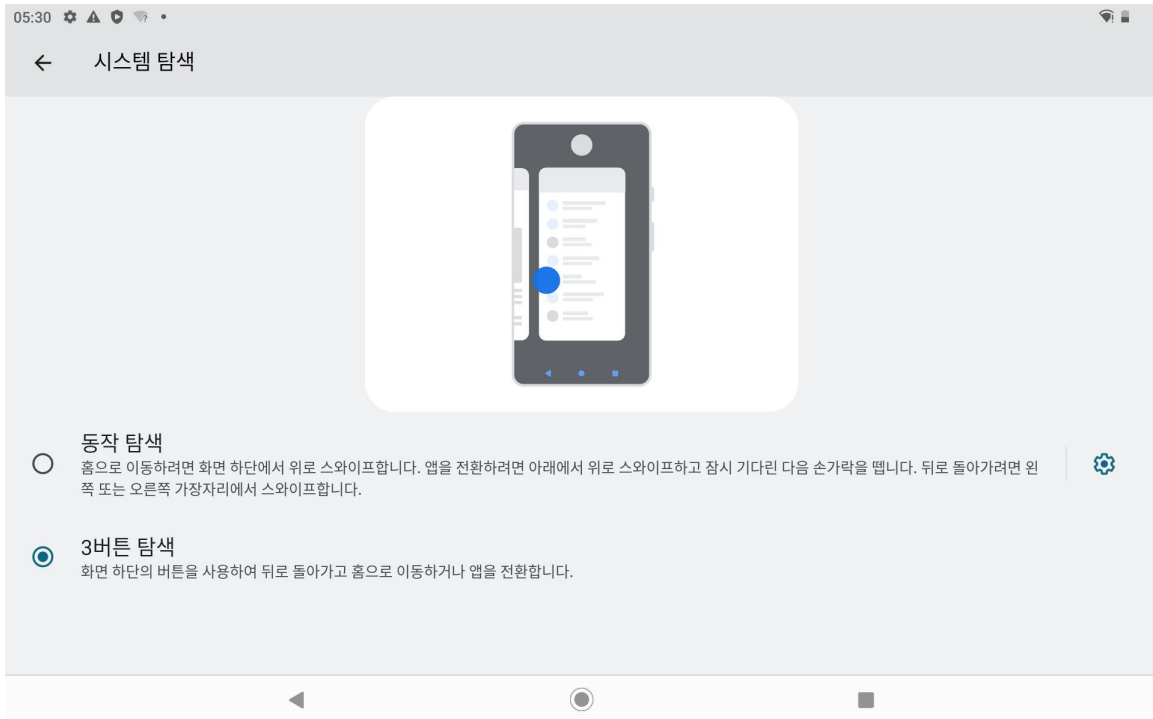 05:30
시스템 탐색
동작 탐색
홈으로 이동하려면 화면 하단에서 위로 스와이프합니다. 앱을 전환하려면 아래에서 위로 스와이프하고 잠시 기다린 다음 손가락을 뗍니다. 뒤로 돌아가려면 왼
쪽 또는 오른쪽 가장자리에서 스와이프합니다.
3버튼 탐색
화면 하단의 버튼을 사용하여 뒤로 돌아가고 홈으로 이동하거나 앱을 전환합니다.